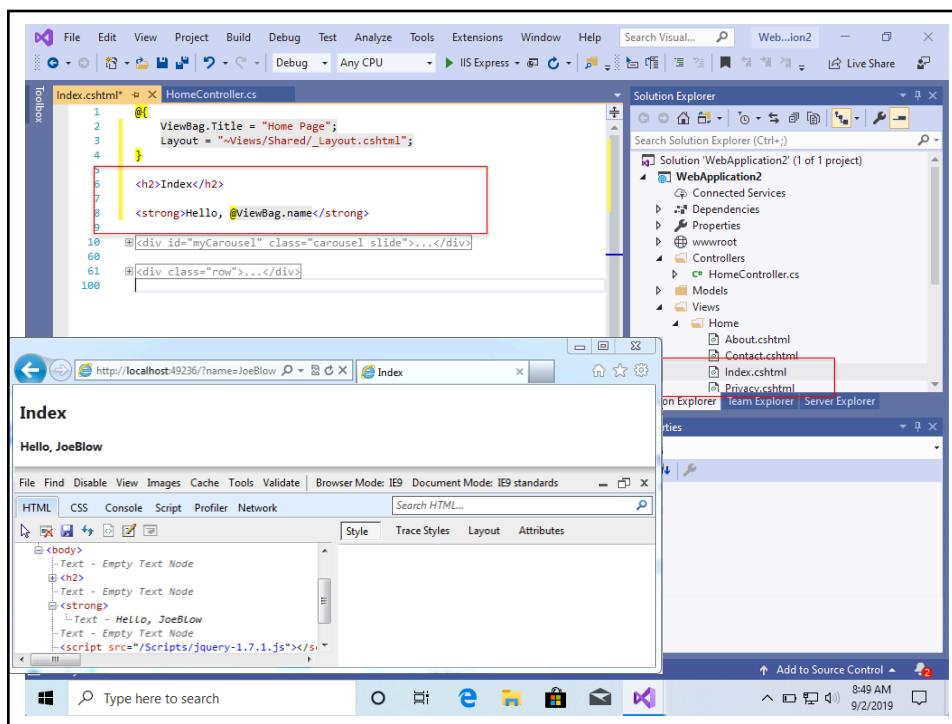 File Edit View Project Build Debug Test Analyze Tools Extensions Window Help Search Visual... Web...ion2
Debug Any CPU IIS Express Live Share
Toolbox
Index.cshtml* HomeController.cs
1 @{
2 ViewBag.Title = "Home Page";
3 Layout = "~Views/Shared/_Layout.cshtml";
4 }
5
6 <h2>Index</h2>
7
8 <strong>Hello, @ViewBag.name</strong>
9
10 <div id="myCarousel" class="carousel slide">...</div>
60
61 <div class="row">...</div>
100
Solution Explorer
Search Solution Explorer (Ctrl+;)
Solution 'WebApplication2' (1 of 1 project)
WebApplication2
Connected Services
Dependencies
Properties
wwwroot
Controllers
C# HomeController.cs
Models
Views
Home
About.cshtml
Contact.cshtml
Index.cshtml
Privacy.cshtml
on Explorer Team Explorer Server Explorer
rties
http://localhost:49236/?name=JoeBlow Index
Index
Hello, JoeBlow
File Find Disable View Images Cache Tools Validate Browser Mode: IE9 Document Mode: IE9 standards
HTML CSS Console Script Profiler Network Search HTML...
Style Trace Styles Layout Attributes
<body>
Text - Empty Text Node
<h2>
Text - Empty Text Node
<strong>
Text - Hello, JoeBlow
Text - Empty Text Node
<script src="/Scripts/jquery-1.7.1.js"></s
Add to Source Control 2
Type here to search
8:49 AM
9/2/2019